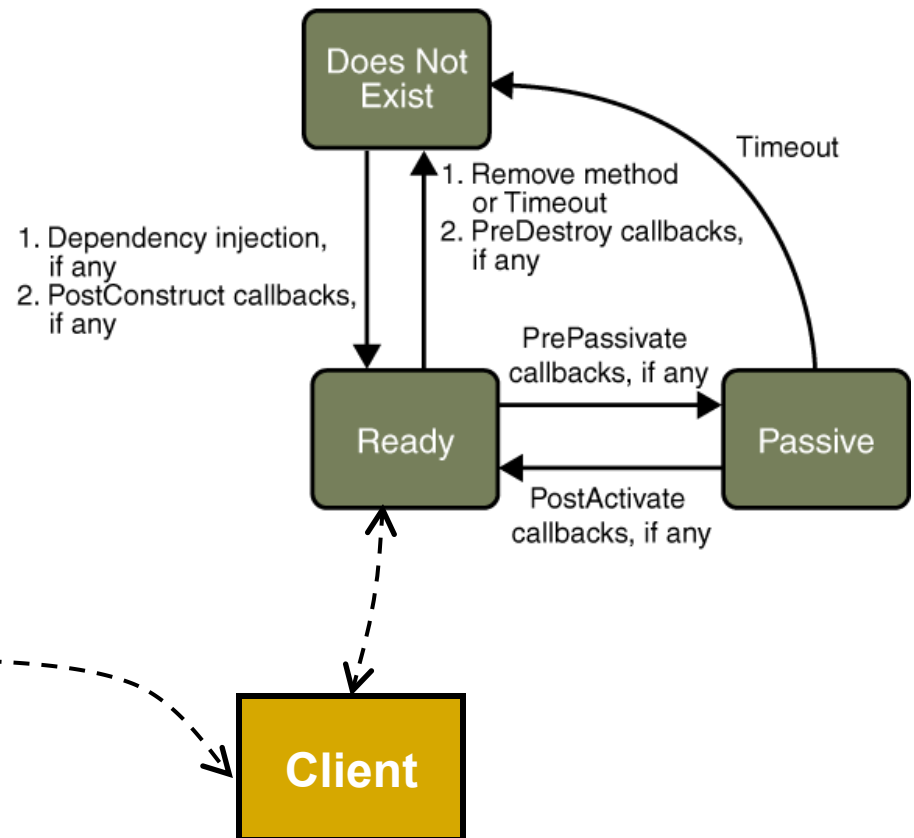 Does Not
Exist
Timeout
1. Remove method
or Timeout
2. PreDestroy callbacks,
if any
1. Dependency injection,
if any
2. PostConstruct callbacks,
if any
PrePassivate
callbacks, if any
Ready
Passive
PostActivate
callbacks, if any
Client